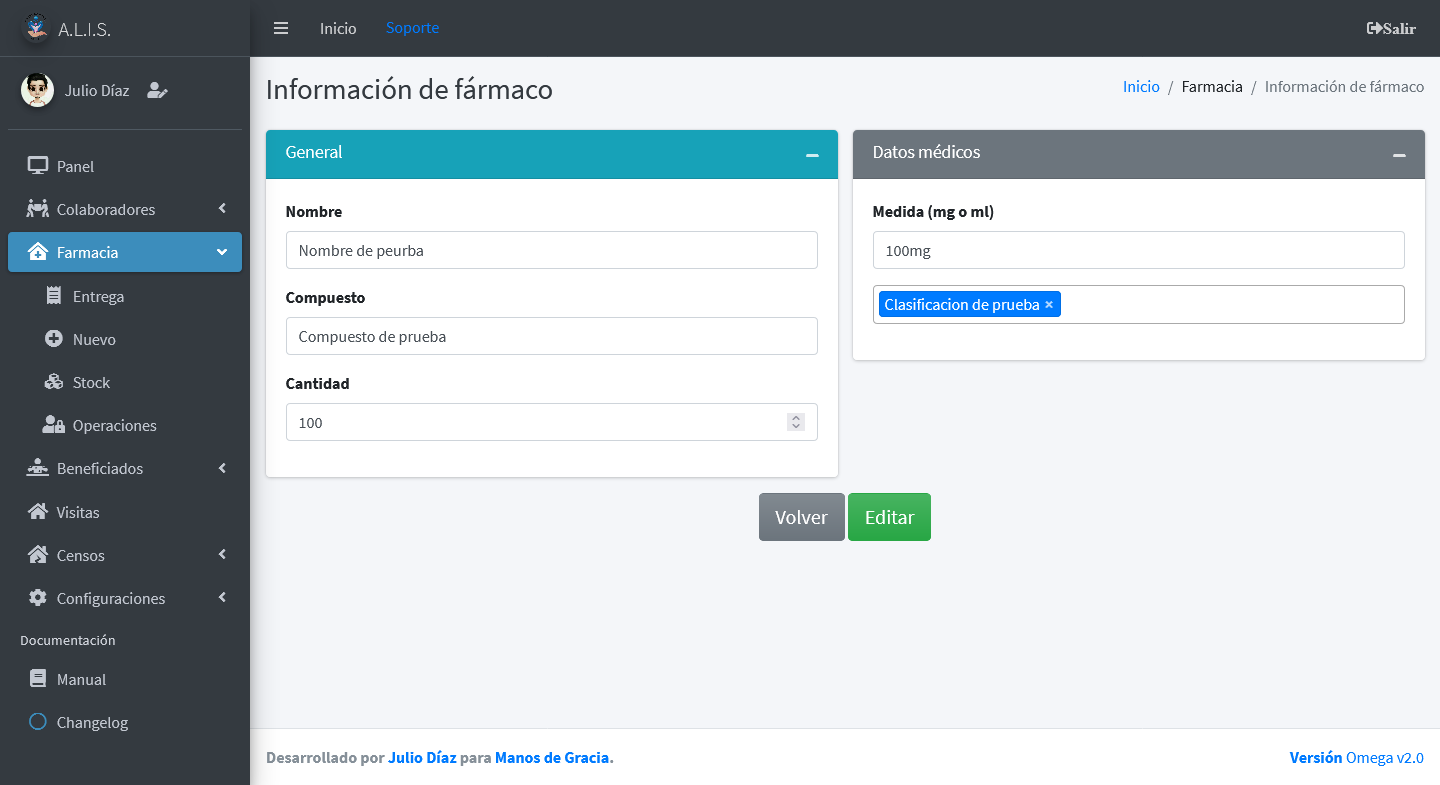 A.L.I.S.
Inicio
Soporte
Salir
Julio Díaz
Panel
Colaboradores
Farmacia
Entrega
Nuevo
Stock
Operaciones
Beneficiados
Visitas
Censos
Configuraciones
Documentación
Manual
Changelog
Información de fármaco
Inicio / Farmacia / Información de fármaco
General
Nombre
Nombre de peurba
Compuesto
Compuesto de prueba
Cantidad
100
Datos médicos
Medida (mg o ml)
100mg
Clasificacion de prueba ×
Volver
Editar
Desarrollado por Julio Díaz para Manos de Gracia.
Versión Omega v2.0